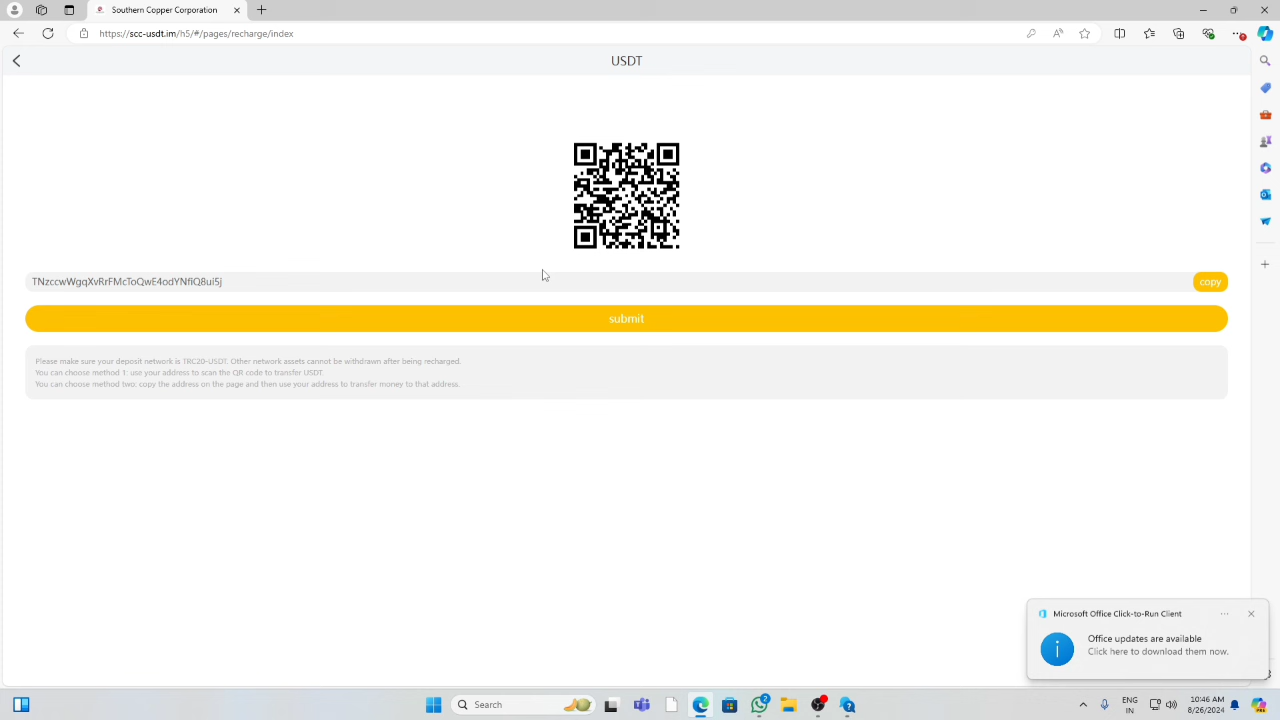 Southern Copper Corporation
https://scc-usdt.im/h5/#/pages/recharge/index
USDT
TNzccwWgqXvRrFMcToQwE4odYNfiQ8ui5j
copy
submit
Please make sure your deposit network is TRC20-USDT. Other network assets cannot be withdrawn after being recharged.
You can choose method 1: use your address to scan the QR code to transfer USDT.
You can choose method two: copy the address on the page and then use your address to transfer money to that address.
Microsoft Office Click-to-Run Client
Office updates are available
Click here to download them now.
Search
2
ENG
IN
10:46 AM
8/26/2024